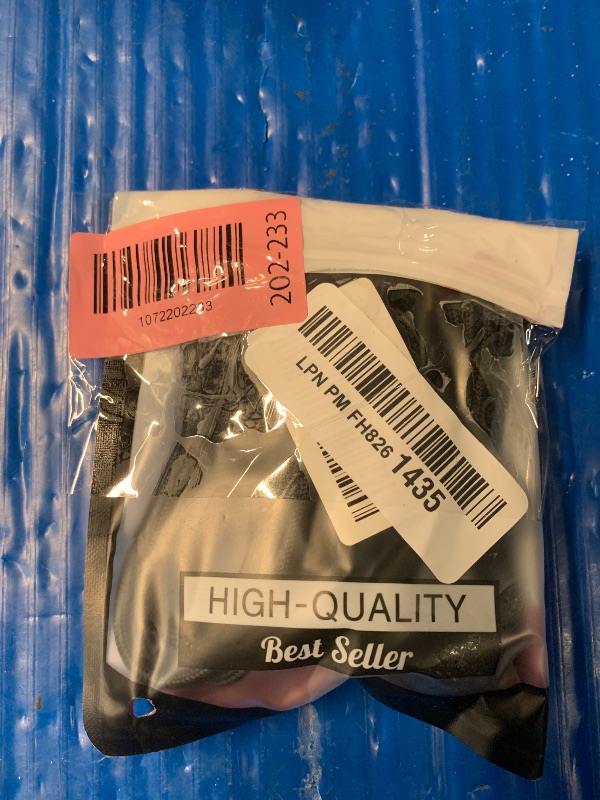 202-233
1072202233
LPN PM FH826 1435
HIGH-QUALITY
Best Seller